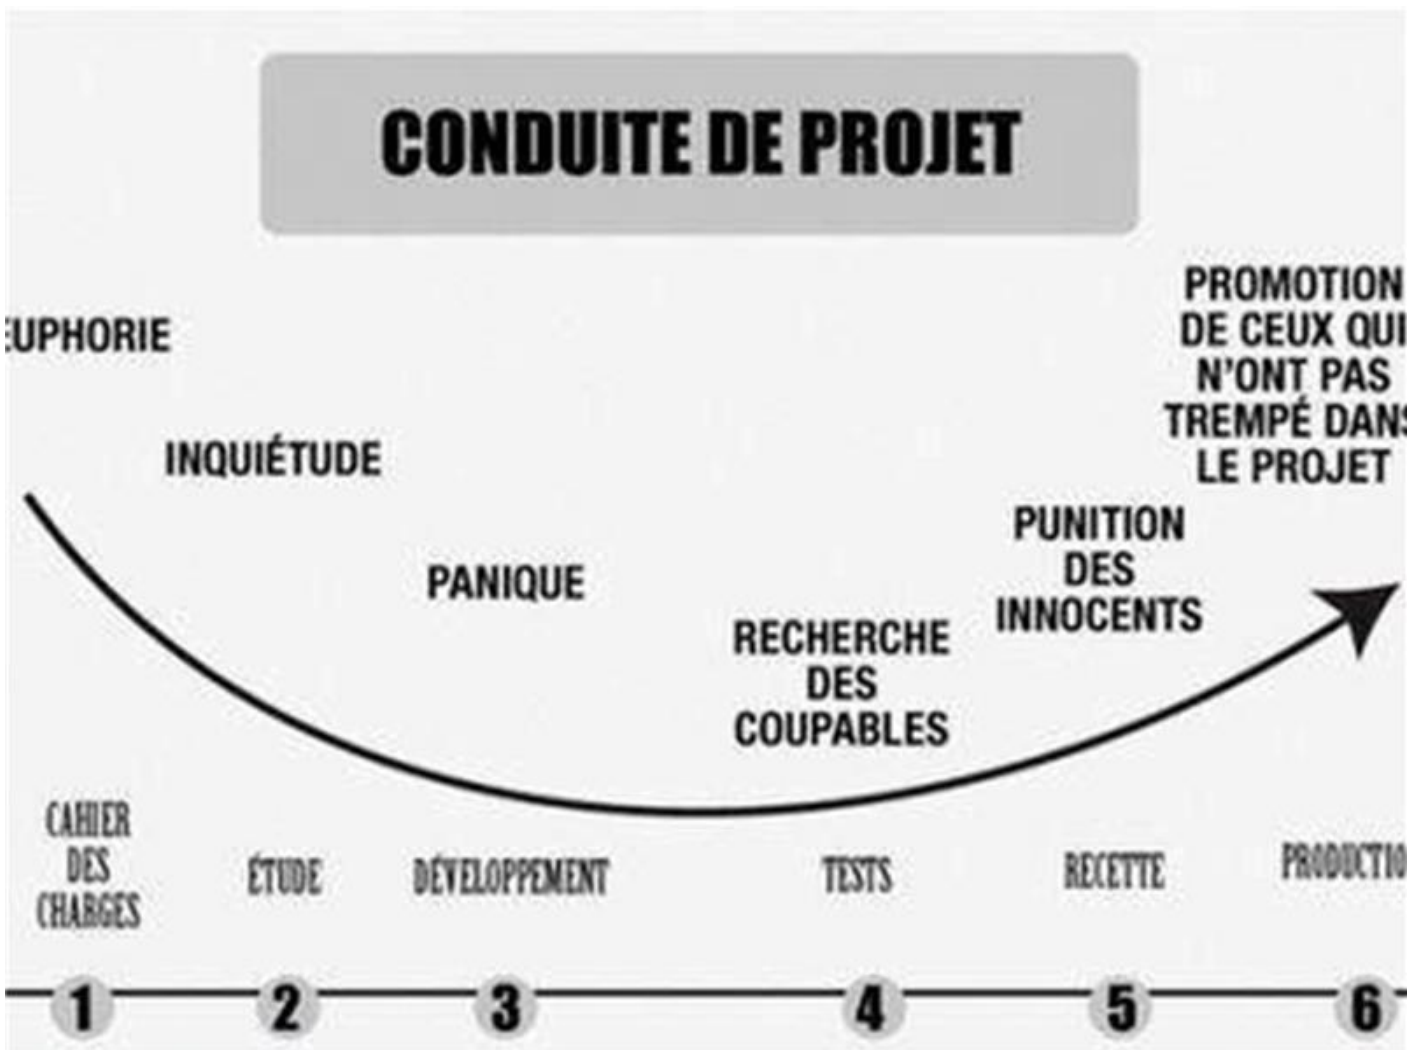 CONDUITE DE PROJET
EUPHORIE
INQUIÉTUDE
PANIQUE
RECHERCHE
DES
COUPABLES
PUNITION
DES
INNOCENTS
PROMOTION
DE CEUX QUI
N'ONT PAS
TREMPÉ DANS
LE PROJET
CAHIER
DES
CHARGES
ÉTUDE
DÉVELOPPEMENT
TESTS
RECETTE
PRODUCTIO
1
2
3
4
5
6